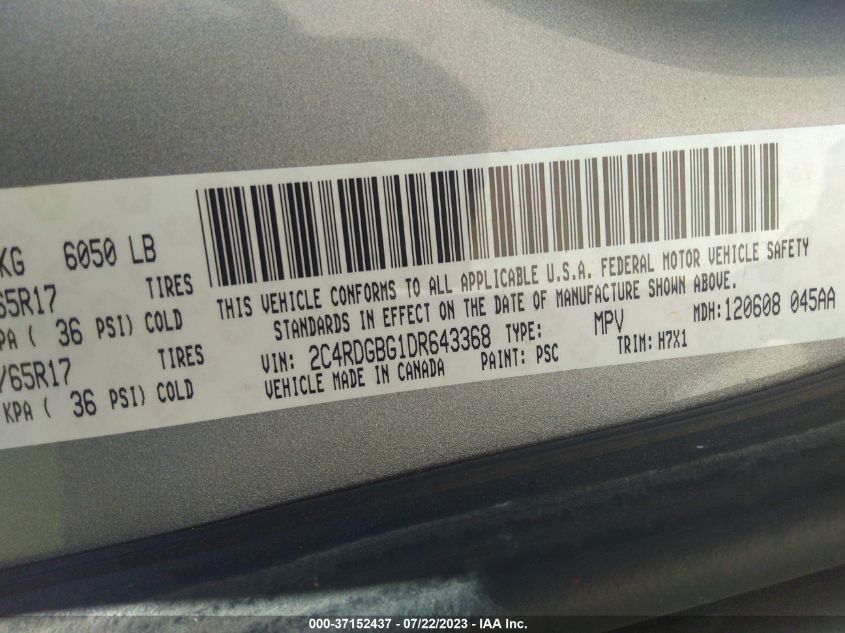 KG 6050 LB
65R17 TIRES
KPA ( 36 PSI) COLD
/65R17 TIRES
KPA ( 36 PSI) COLD
THIS VEHICLE CONFORMS TO ALL APPLICABLE U.S.A. FEDERAL MOTOR VEHICLE SAFETY
STANDARDS IN EFFECT ON THE DATE OF MANUFACTURE SHOWN ABOVE.
VIN: 2C4RDGBG1DR643368 TYPE: MPV MDH:120608 045AA
VEHICLE MADE IN CANADA PAINT: PSC TRIM: H7X1
000-37152437 - 07/22/2023 - IAA Inc.